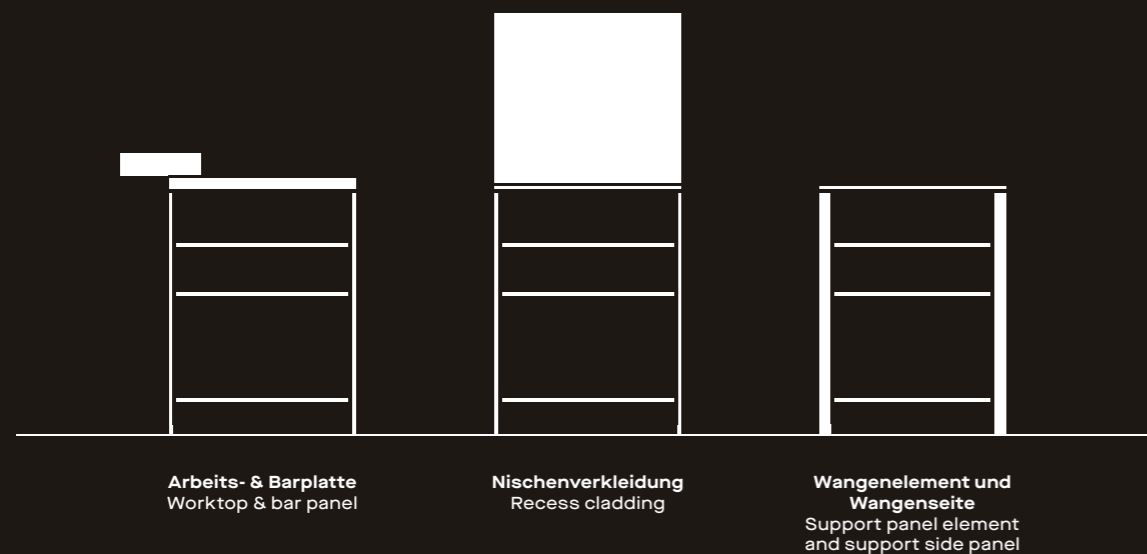 Arbeits- & Barplatte
Worktop & bar panel
Nischenverkleidung
Recess cladding
Wangenelement und
Wangenseite
Support panel element
and support side panel